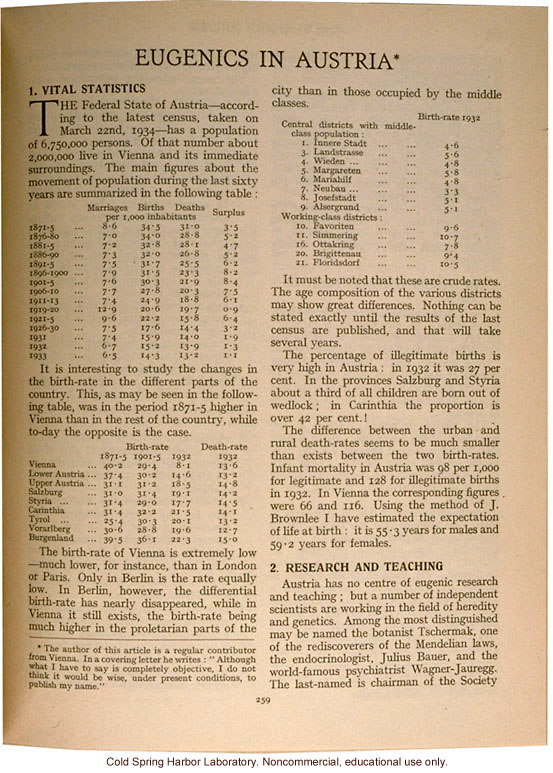 EUGENICS IN AUSTRIA*
1. VITAL STATISTICS
THE Federal State of Austria—accord-
ing to the latest census, taken on
March 22nd, 1934—has a population
of 6,750,000 persons. Of that number about
2,000,000 live in Vienna and its immediate
surroundings. The main figures about the
movement of population during the last sixty
years are summarized in the following table :
Marriages Births Deaths Surplus
per 1,000 inhabitants
1871-5 ... 8·6 34·5 31·0 3·5
1876-80 ... 7·0 34·0 28·8 5·2
1881-5 ... 7·2 32·8 28·1 4·7
1886-90 ... 7·3 32·0 26·8 5·2
1891-5 ... 7·5 31·7 25·5 6·2
1896-1900 ... 7·9 31·5 23·3 8·2
1901-5 ... 7·6 30·3 21·9 8·4
1906-10 ... 7·7 27·8 20·3 7·5
1911-13 ... 7·4 24·9 18·8 6·1
1919-20 ... 12·9 20·6 19·7 0·9
1921-5 ... 9·6 22·2 15·8 6·4
1926-30 ... 7·5 17·6 14·4 3·2
1931 ... 7·4 15·9 14·0 1·9
1932 ... 6·7 15·2 13·9 1·3
1933 ... 6·5 14·3 13·2 1·1
It is interesting to study the changes in
the birth-rate in the different parts of the
country. This, as may be seen in the follow-
ing table, was in the period 1871-5 higher in
Vienna than in the rest of the country, while
to-day the opposite is the case.
Birth-rate Death-rate
1871-5 1901-5 1932 1932
Vienna ... 40·2 29·4 8·1 13·6
Lower Austria ... 37·4 30·2 14·6 13·2
Upper Austria ... 31·1 31·2 18·5 14·8
Salzburg ... 31·0 31·4 19·1 14·2
Styria ... ... 31·4 29·0 17·7 14·5
Carinthia ... 31·4 32·2 21·5 14·1
Tyrol ... ... 25·4 30·3 20·1 13·2
Vorarlberg ... 30·6 28·8 19·6 12·7
Burgenland ... 39·5 36·1 22·3 15·0
The birth-rate of Vienna is extremely low
—much lower, for instance, than in London
or Paris. Only in Berlin is the rate equally
low. In Berlin, however, the differential
birth-rate has nearly disappeared, while in
Vienna it still exists, the birth-rate being
much higher in the proletarian parts of the
* The author of this article is a regular contributor
from Vienna. In a covering letter he writes : " Although
what I have to say is completely objective, I do not
think it would be wise, under present conditions, to
publish my name."
city than in those occupied by the middle
classes.
Birth-rate 1932
Central districts with middle-
class population :
1. Innere Stadt ... ... 4·6
3. Landstrasse ... ... 5·6
4. Wieden ... ... ... 4·8
5. Margareten ... ... 5·8
6. Mariahilf ... ... 4·8
7. Neubau ... ... ... 3·3
8. Josefstadt ... ... 5·1
9. Alsergrund ... ... 5·1
Working-class districts :
10. Favoriten ... ... 9·6
11. Simmering ... ... 10·7
16. Ottakring ... ... 7·8
20. Brigittenau ... ... 9·4
21. Floridsdorf ... ... 10·5
It must be noted that these are crude rates.
The age composition of the various districts
may show great differences. Nothing can be
stated exactly until the results of the last
census are published, and that will take
several years.
The percentage of illegitimate births is
very high in Austria : in 1932 it was 27 per
cent. In the provinces Salzburg and Styria
about a third of all children are born out of
wedlock ; in Carinthia the proportion is
over 42 per cent. !
The difference between the urban and
rural death-rates seems to be much smaller
than exists between the two birth-rates.
Infant mortality in Austria was 98 per 1,000
for legitimate and 128 for illegitimate births
in 1932. In Vienna the corresponding figures
were 66 and 116. Using the method of J.
Brownlee I have estimated the expectation
of life at birth : it is 55·3 years for males and
59·2 years for females.
2. RESEARCH AND TEACHING
Austria has no centre of eugenic research
and teaching ; but a number of independent
scientists are working in the field of heredity
and genetics. Among the most distinguished
may be named the botanist Tschermak, one
of the rediscoverers of the Mendelian laws,
the endocrinologist, Julius Bauer, and the
world-famous psychiatrist Wagner-Jauregg.
The last-named is chairman of the Society
259
Cold Spring Harbor Laboratory. Noncommercial, educational use only.